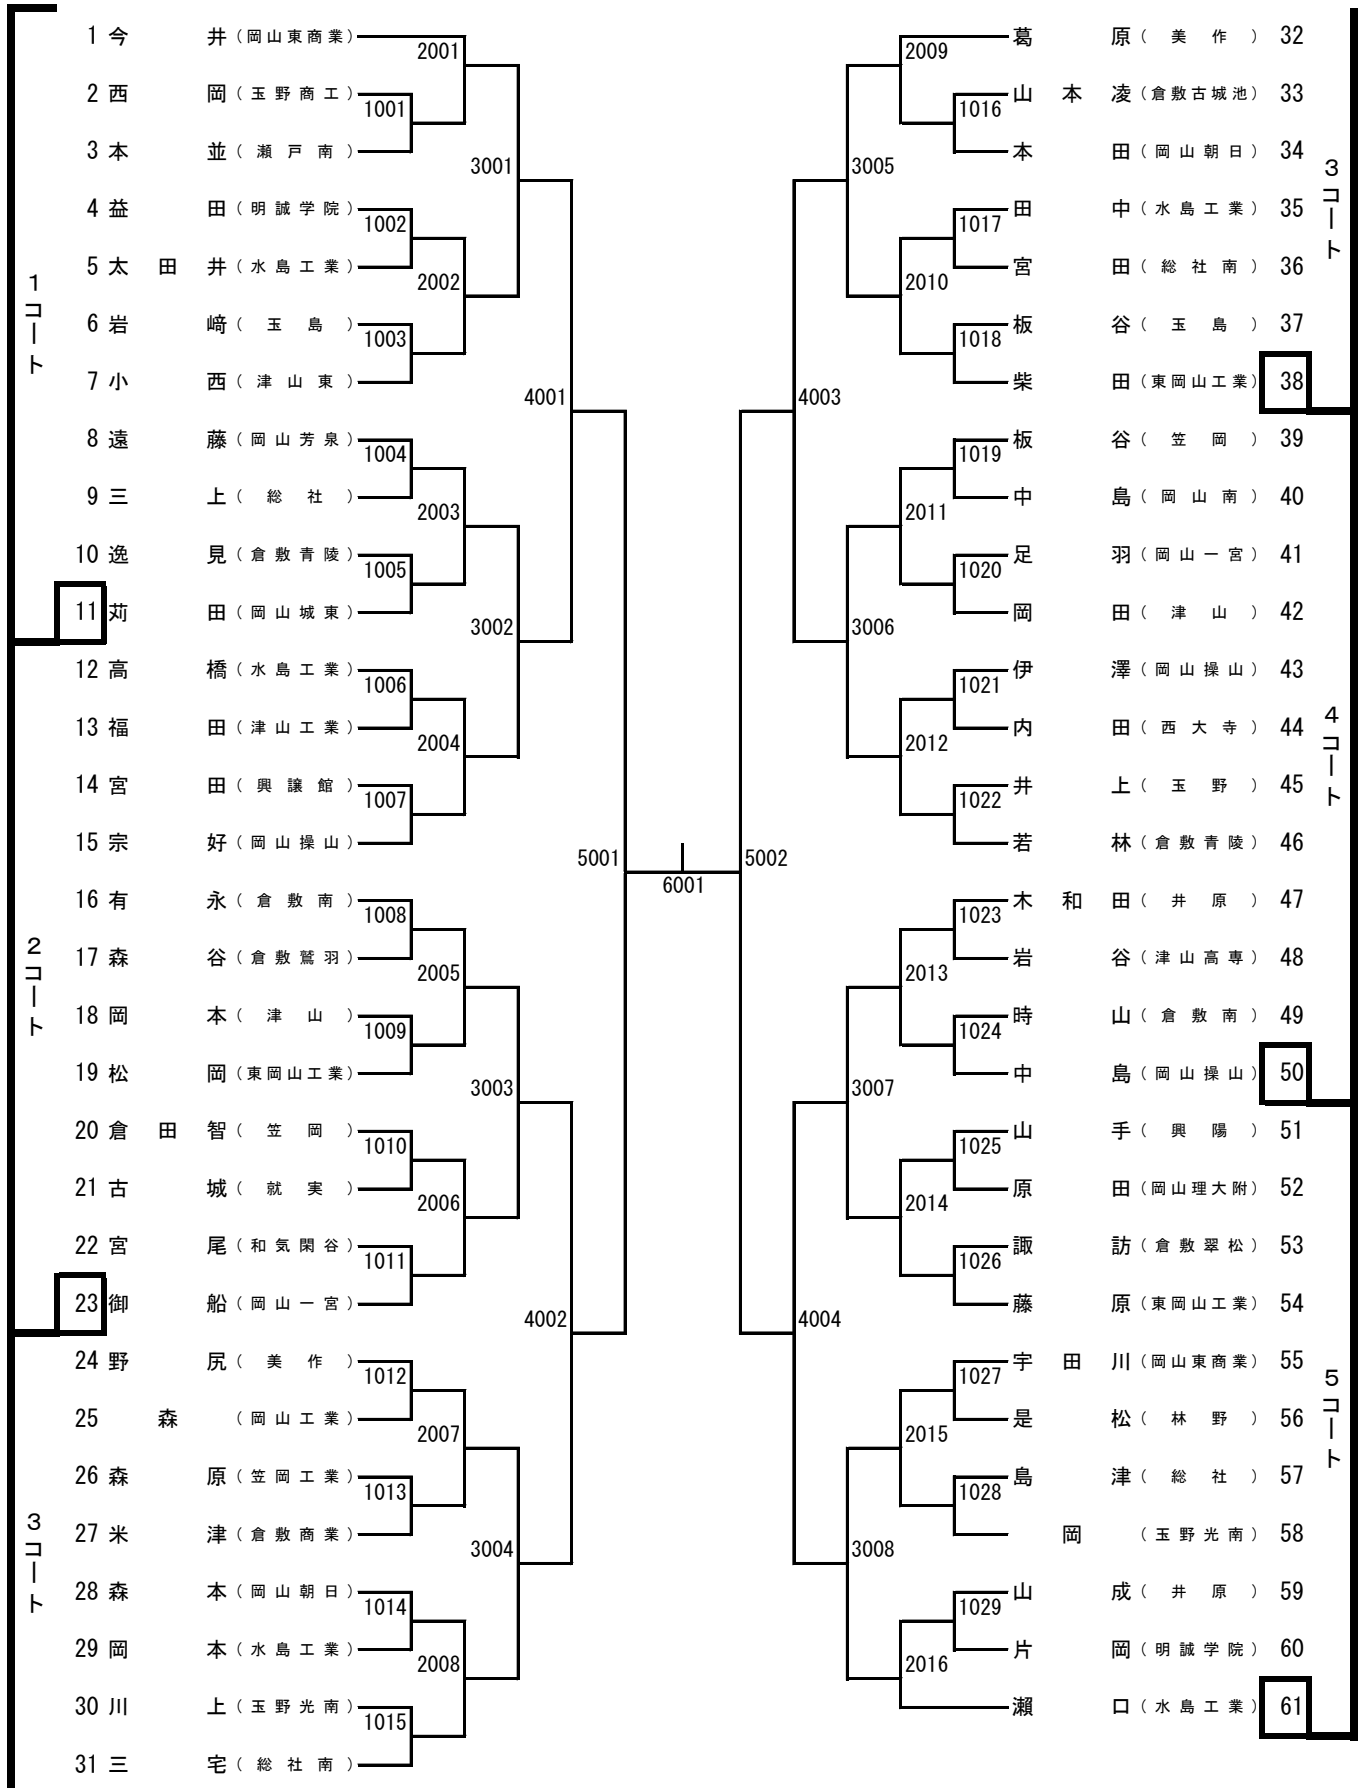 1 今井(岡山東商業)
2 西岡(玉野商工)
3 本並(瀬戸南)
4 益田(明誠学院)
5 太田井(水島工業)
6 岩﨑(玉島)
7 小西(津山東)
8 遠藤(岡山芳泉)
9 三上(総社)
10 逸見(倉敷青陵)
11 苅田(岡山城東)
12 高橋(水島工業)
13 福田(津山工業)
14 宮田(興譲館)
15 宗好(岡山操山)
16 有永(倉敷南)
17 森谷(倉敷鷲羽)
18 岡本(津山)
19 松岡(東岡山工業)
20 倉田智(笠岡)
21 古城(就実)
22 宮尾(和気閑谷)
23 御船(岡山一宮)
24 野尻(美作)
25 森(岡山工業)
26 森原(笠岡工業)
27 米津(倉敷商業)
28 森本(岡山朝日)
29 岡本(水島工業)
30 川上(玉野光南)
31 三宅(総社南)
1コート
2コート
3コート
1001
1002
1003
1004
1005
1006
1007
1008
1009
1010
1011
1012
1013
1014
1015
2001
2002
2003
2004
2005
2006
2007
2008
3001
3002
3003
3004
4001
4002
5001
6001
5002
4003
4004
3005
3006
3007
3008
2009
2010
2011
2012
2013
2014
2015
2016
1016
1017
1018
1019
1020
1021
1022
1023
1024
1025
1026
1027
1028
1029
葛原(美作) 32
山本凌(倉敷古城池) 33
本田(岡山朝日) 34
田中(水島工業) 35
宮田(総社南) 36
板谷(玉島) 37
柴田(東岡山工業) 38
板谷(笠岡) 39
中島(岡山南) 40
足羽(岡山一宮) 41
岡田(津山) 42
伊澤(岡山操山) 43
内田(西大寺) 44
井上(玉野) 45
若林(倉敷青陵) 46
木和田(井原) 47
岩谷(津山高専) 48
時山(倉敷南) 49
中島(岡山操山) 50
山手(興陽) 51
原田(岡山理大附) 52
諏訪(倉敷翠松) 53
藤原(東岡山工業) 54
宇田川(岡山東商業) 55
是松(林野) 56
島津(総社) 57
岡(玉野光南) 58
山成(井原) 59
片岡(明誠学院) 60
瀬口(水島工業) 61
3コート
4コート
5コート